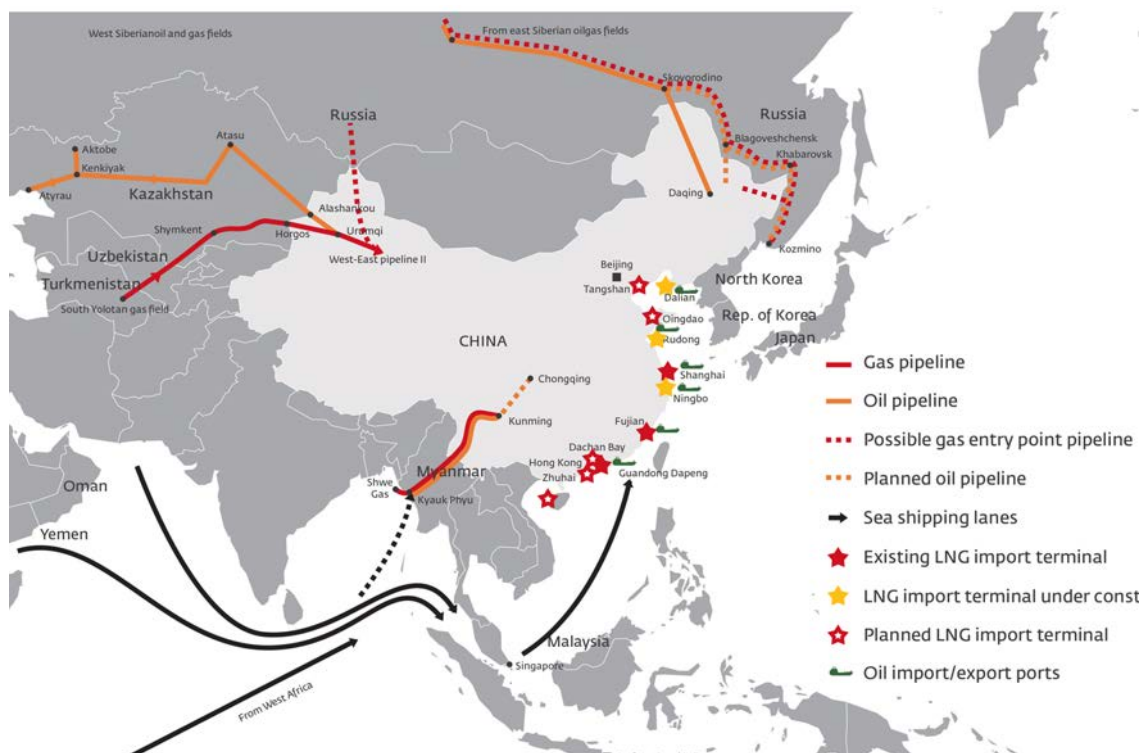 West Siberianoil and gas fields
From east Siberian oilgas fields
Skovorodino
Russia
Russia
Blagoveshchensk
Khabarovsk
Atasu
Aktobe
Kenkiyak
Kazakhstan
Atyrau
Daqing
Alashankou
Shymkent
Horgos
Urumqi
Kozmino
Uzbekistan
West-East pipeline II
Beijing
Tangshan
North Korea
Turkmenistan
Dalian
South Yolotan gas field
Qingdao
Rep. of Korea
Rudong
Japan
CHINA
Shanghai
Chongqing
Ningbo
Kunming
Fujian
Dachan Bay
Hong Kong
Guandong Dapeng
Zhuhai
Myanmar
Shwe
Gas
Kyauk Phyu
Oman
Yemen
Malaysia
Singapore
From West Africa
Gas pipeline
Oil pipeline
Possible gas entry point pipeline
Planned oil pipeline
Sea shipping lanes
Existing LNG import terminal
LNG import terminal under const
Planned LNG import terminal
Oil import/export ports